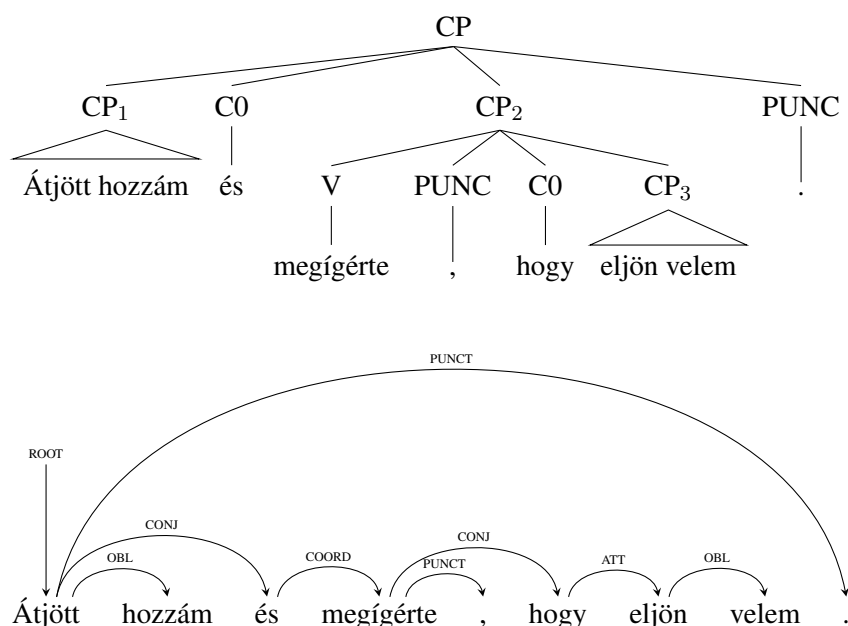 CP
CP₁ C0 CP₂ PUNC
Átjött hozzám és V PUNC C0 CP₃ .
megígérte , hogy eljön velem
PUNCT
ROOT
CONJ CONJ
OBL COORD PUNCT ATT OBL
Átjött hozzám és megígérte , hogy eljön velem .